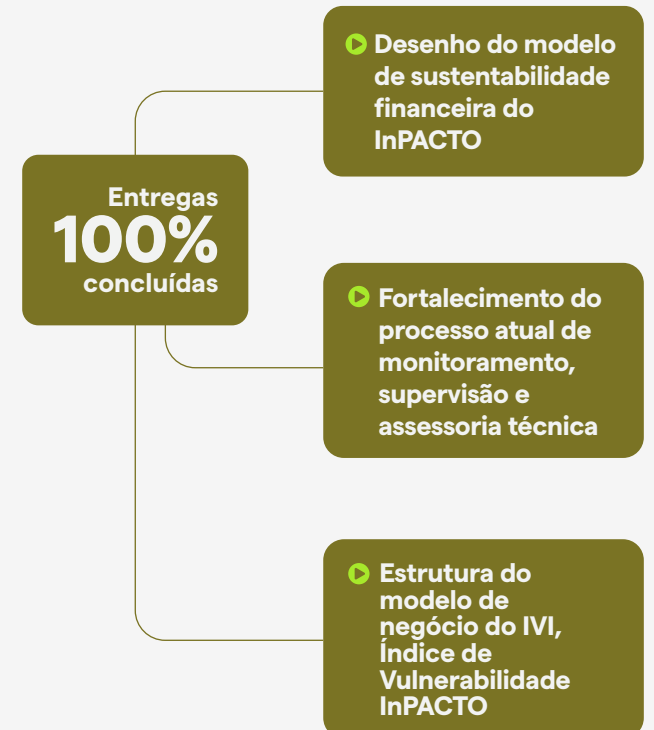 Entregas
100%
concluídas
Desenho do modelo
de sustentabilidade
financeira do
InPACTO
Fortalecimento do
processo atual de
monitoramento,
supervisão e
assessoria técnica
Estrutura do
modelo de
negócio do IVI,
Índice de
Vulnerabilidade
InPACTO